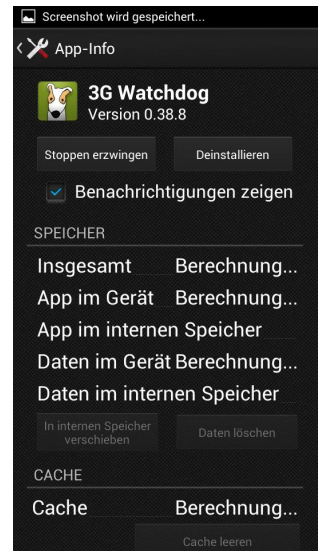 Screenshot wird gespeichert...
App-Info
3G Watchdog
Version 0.38.8
Stoppen erzwingen
Deinstallieren
Benachrichtigungen zeigen
SPEICHER
Insgesamt Berechnung...
App im Gerät Berechnung...
App im internen Speicher
Daten im Gerät Berechnung...
Daten im internen Speicher
In internen Speicher
verschieben
Daten löschen
CACHE
Cache Berechnung...
Cache leeren